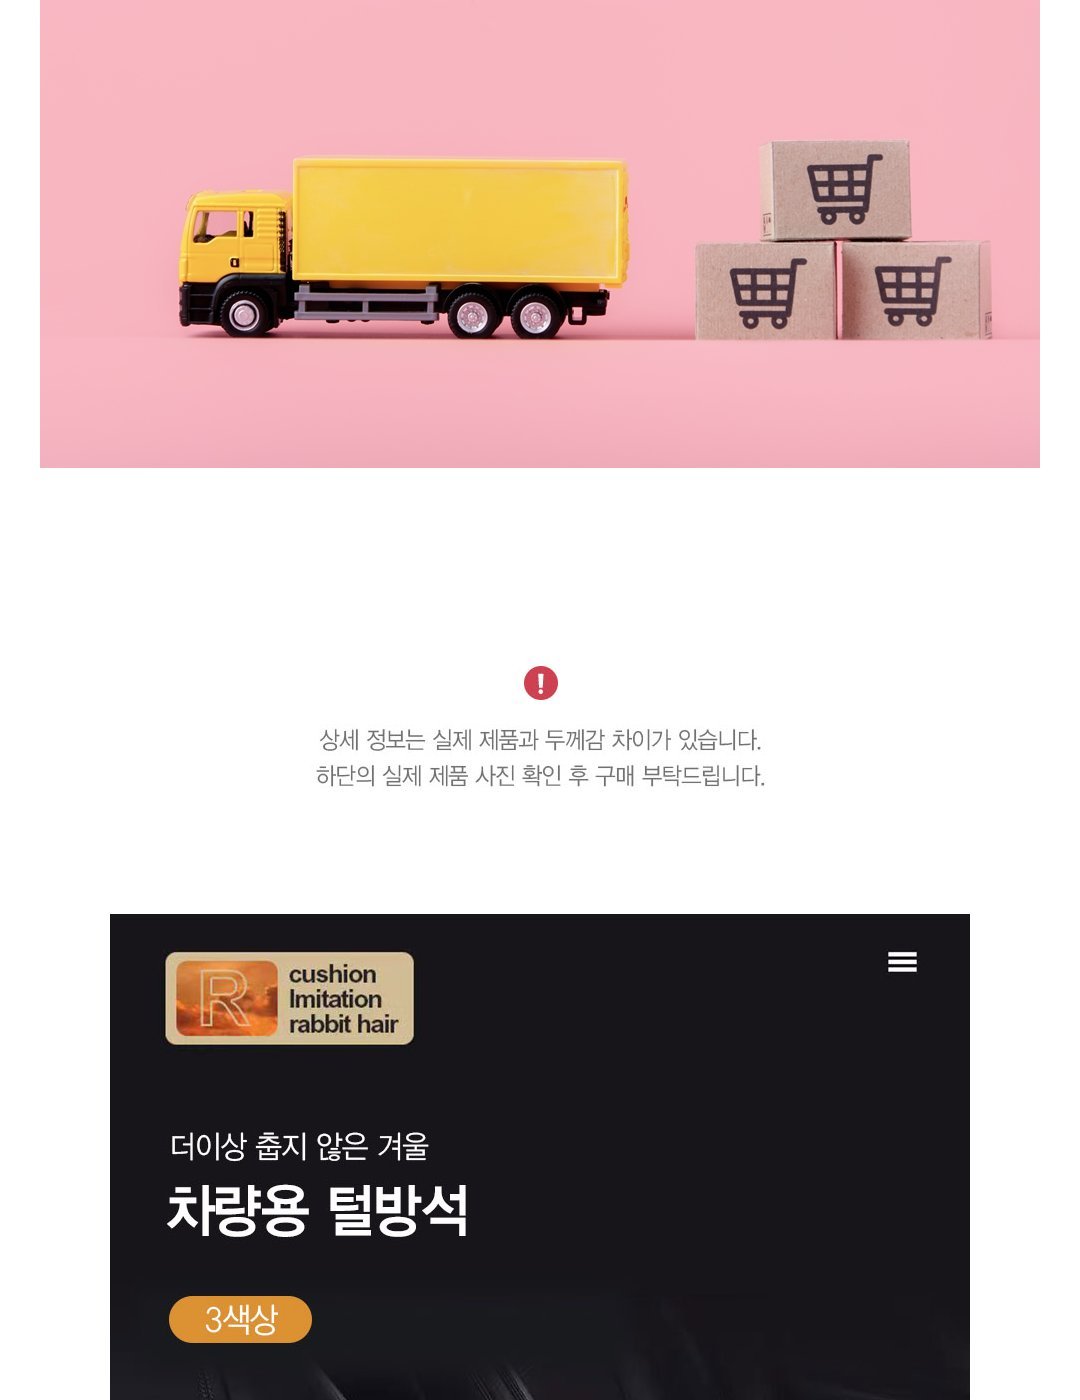 상세 정보는 실제 제품과 두께감 차이가 있습니다.
하단의 실제 제품 사진 확인 후 구매 부탁드립니다.
R
cushion
Imitation
rabbit hair
더이상 춥지 않은 겨울
차량용 털방석
3색상